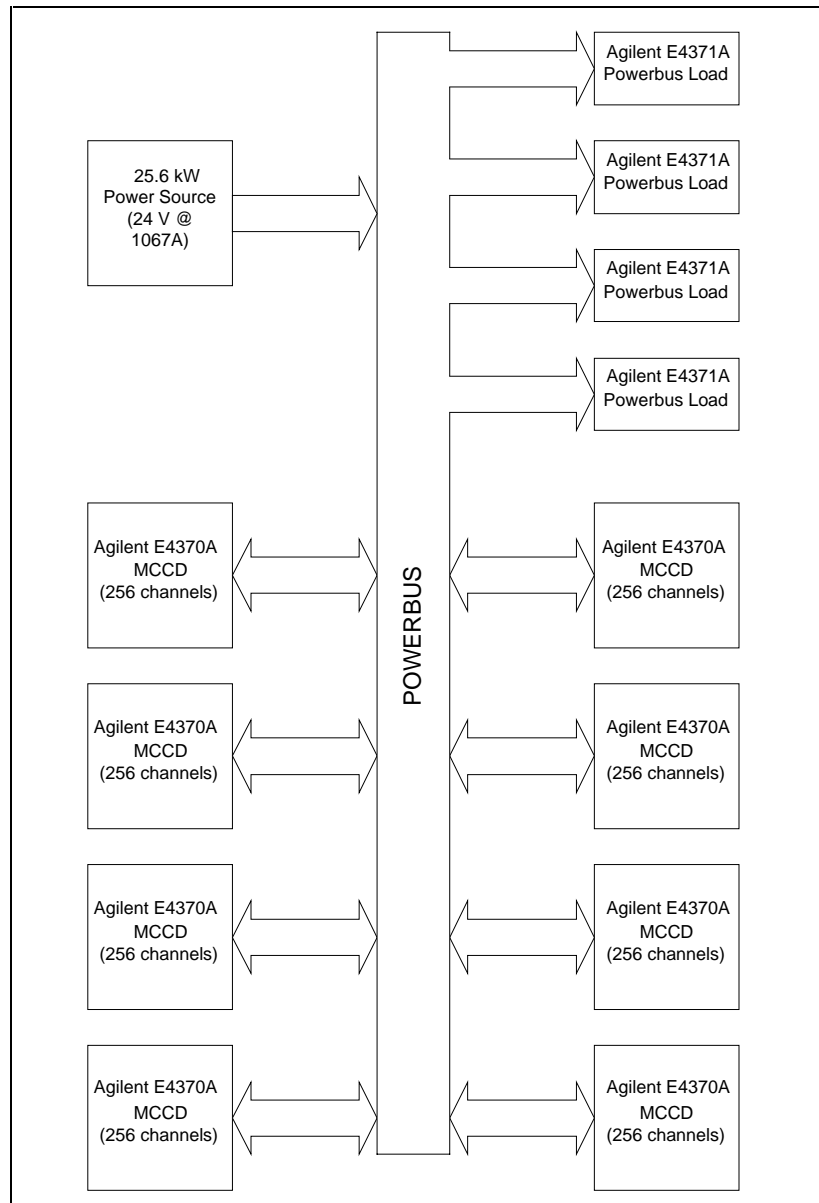 Agilent E4371A
Powerbus Load
25.6 kW
Power Source
(24 V @
1067A)
Agilent E4371A
Powerbus Load
Agilent E4371A
Powerbus Load
Agilent E4371A
Powerbus Load
POWERBUS
Agilent E4370A
MCCD
(256 channels)
Agilent E4370A
MCCD
(256 channels)
Agilent E4370A
MCCD
(256 channels)
Agilent E4370A
MCCD
(256 channels)
Agilent E4370A
MCCD
(256 channels)
Agilent E4370A
MCCD
(256 channels)
Agilent E4370A
MCCD
(256 channels)
Agilent E4370A
MCCD
(256 channels)